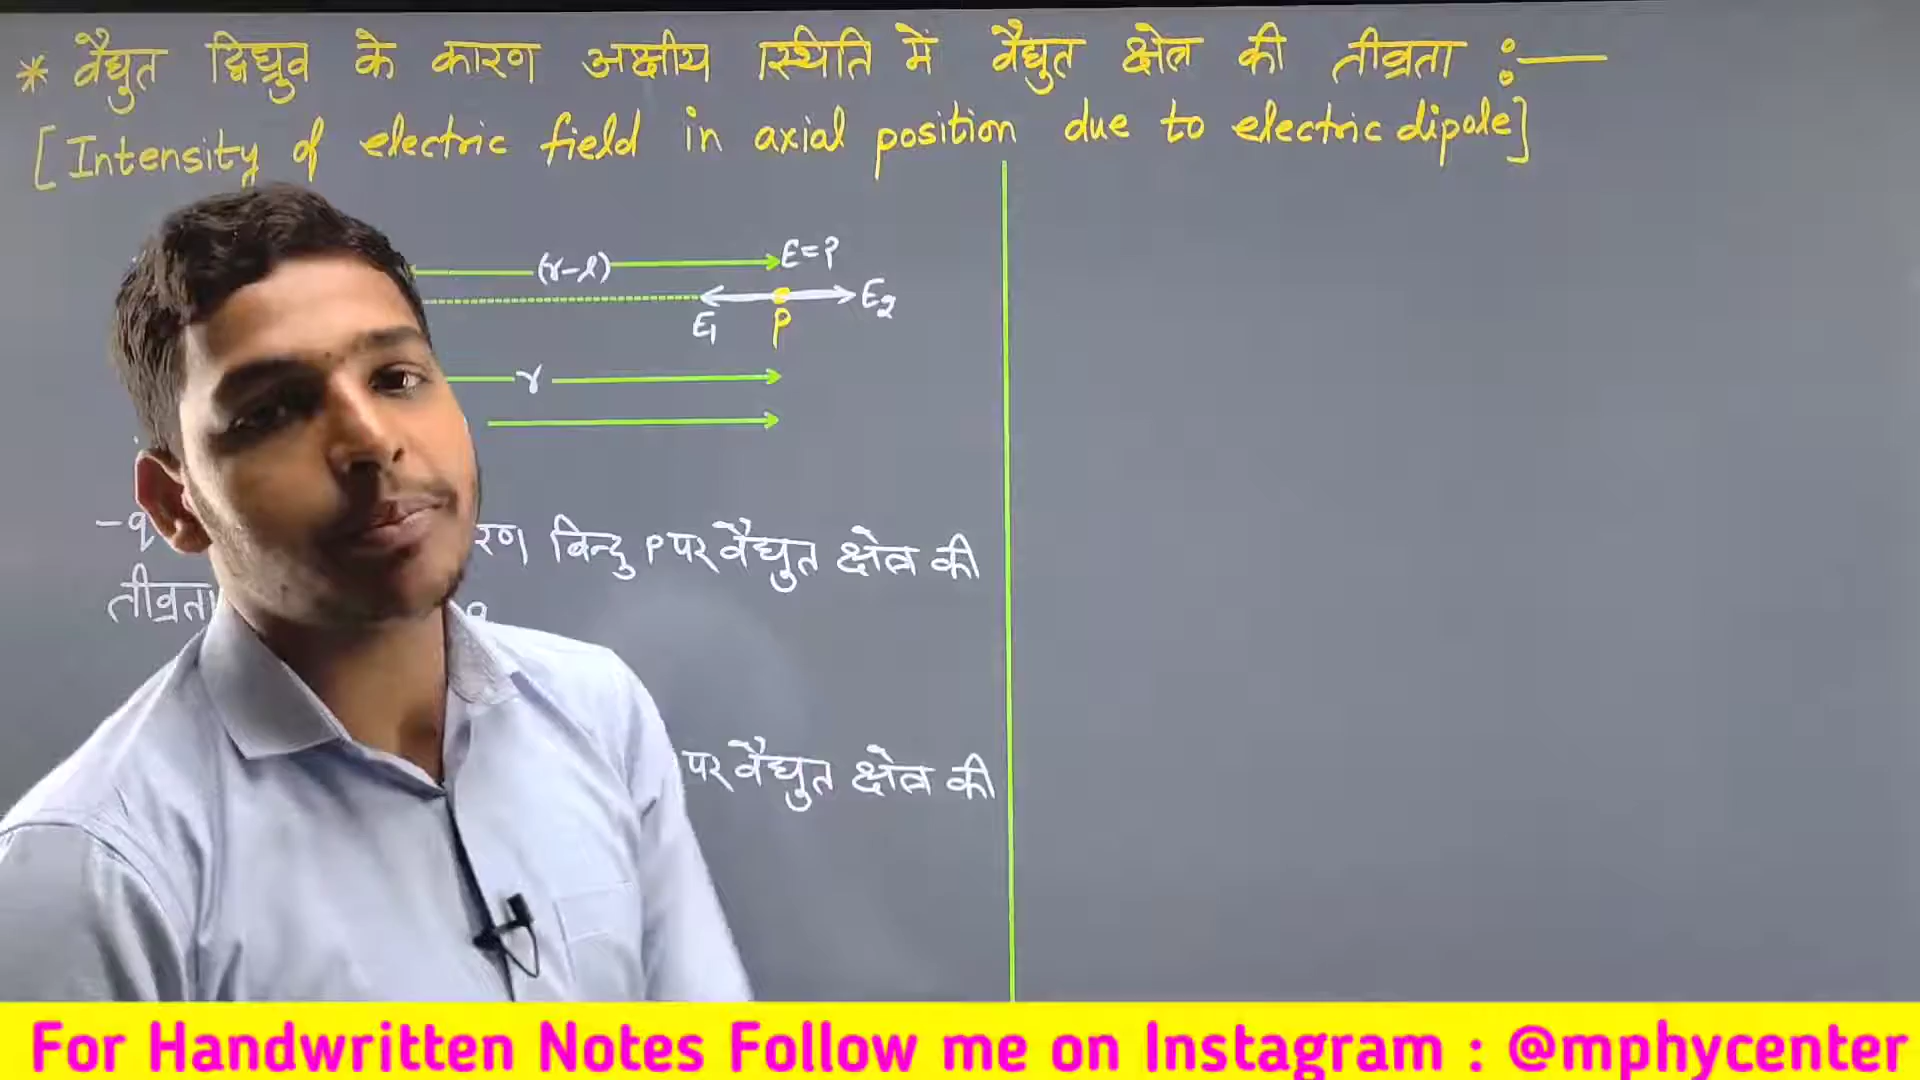 * वैद्युत द्विध्रुव के कारण अक्षीय स्थिति में वैद्युत क्षेत्र की तीव्रता :—
[Intensity of electric field in axial position due to electric dipole]
(r-l) E=?
E₁ P E₂
r
-q रण बिन्दु P पर वैद्युत क्षेत्र की
तीव्रता
पर वैद्युत क्षेत्र की
For Handwritten Notes Follow me on Instagram : @mphycenter